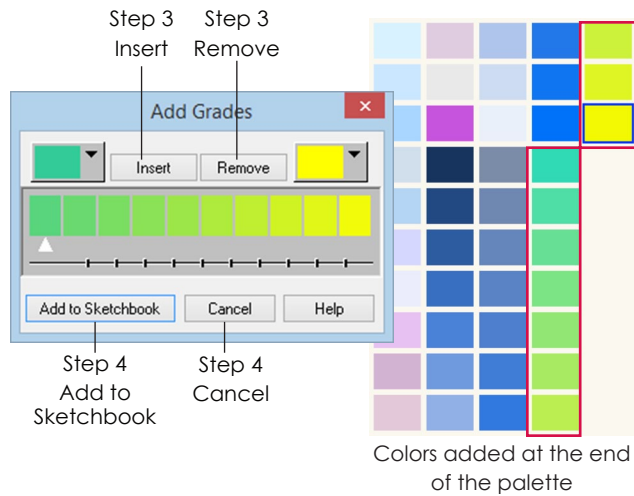 Step 3
Insert
Step 3
Remove
Add Grades
Insert
Remove
Add to Sketchbook
Cancel
Help
Step 4
Add to
Sketchbook
Step 4
Cancel
Colors added at the end
of the palette